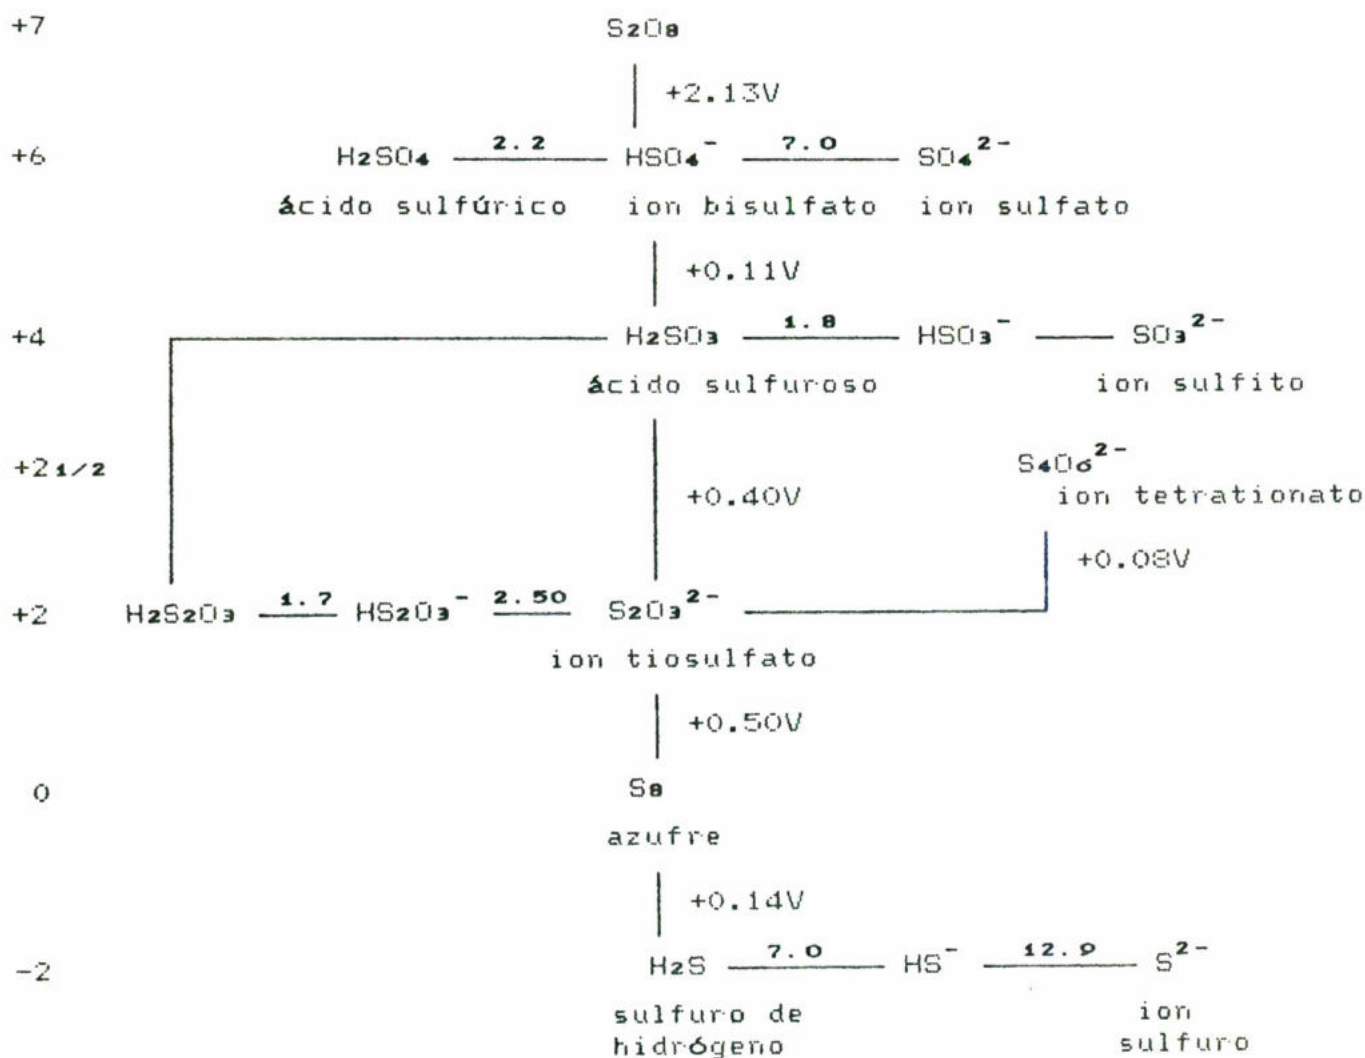 +7 S₂O₈
+2.13V
+6 H₂SO₄ 2.2 HSO₄⁻ 7.0 SO₄²⁻
ácido sulfúrico ion bisulfato ion sulfato
+0.11V
+4 H₂SO₃ 1.8 HSO₃⁻ SO₃²⁻
ácido sulfuroso ion sulfito
+2 1/2 S₄O₆²⁻
+0.40V ion tetrationato
+0.08V
+2 H₂S₂O₃ 1.7 HS₂O₃⁻ 2.50 S₂O₃²⁻
ion tiosulfato
+0.50V
0 S₈
azufre
+0.14V
-2 H₂S 7.0 HS⁻ 12.9 S²⁻
sulfuro de ion
hidrógeno sulfuro